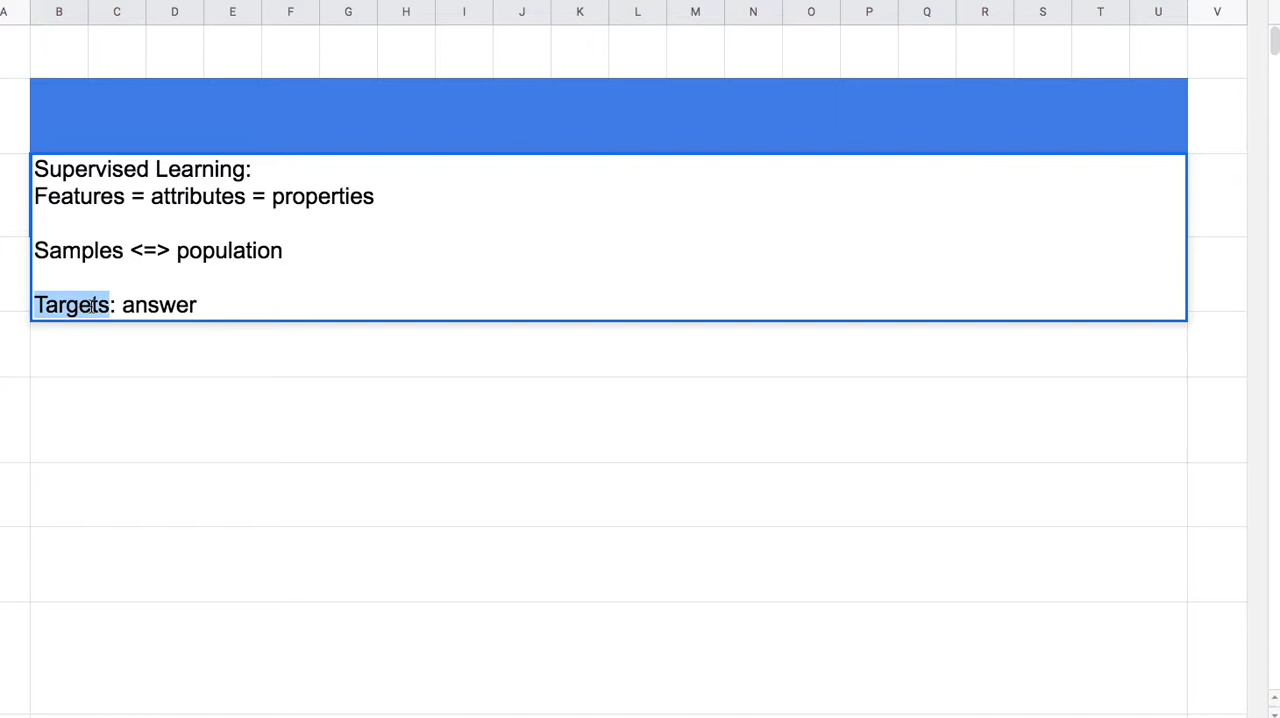 A B C D E F G H I J K L M N O P Q R S T U V
Supervised Learning:
Features = attributes = properties
Samples <=> population
Targets: answer